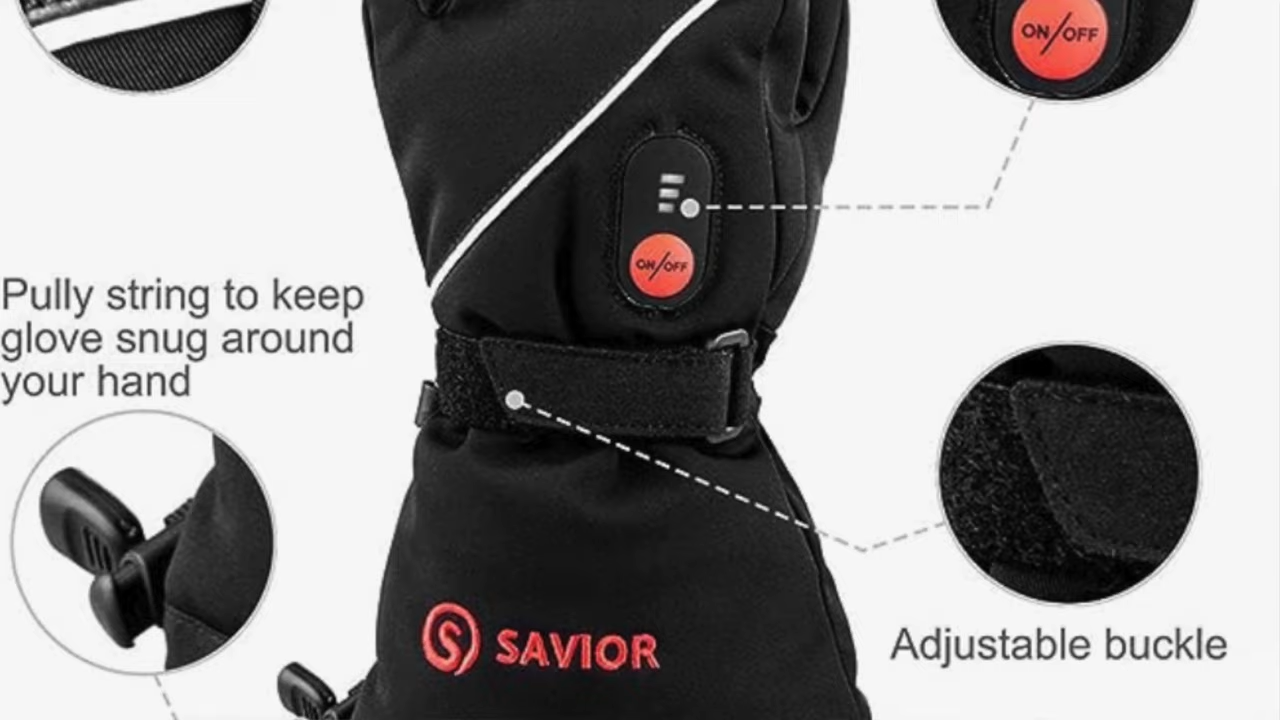 ON/OFF
ON/OFF
Pully string to keep
glove snug around
your hand
SAVIOR
Adjustable buckle